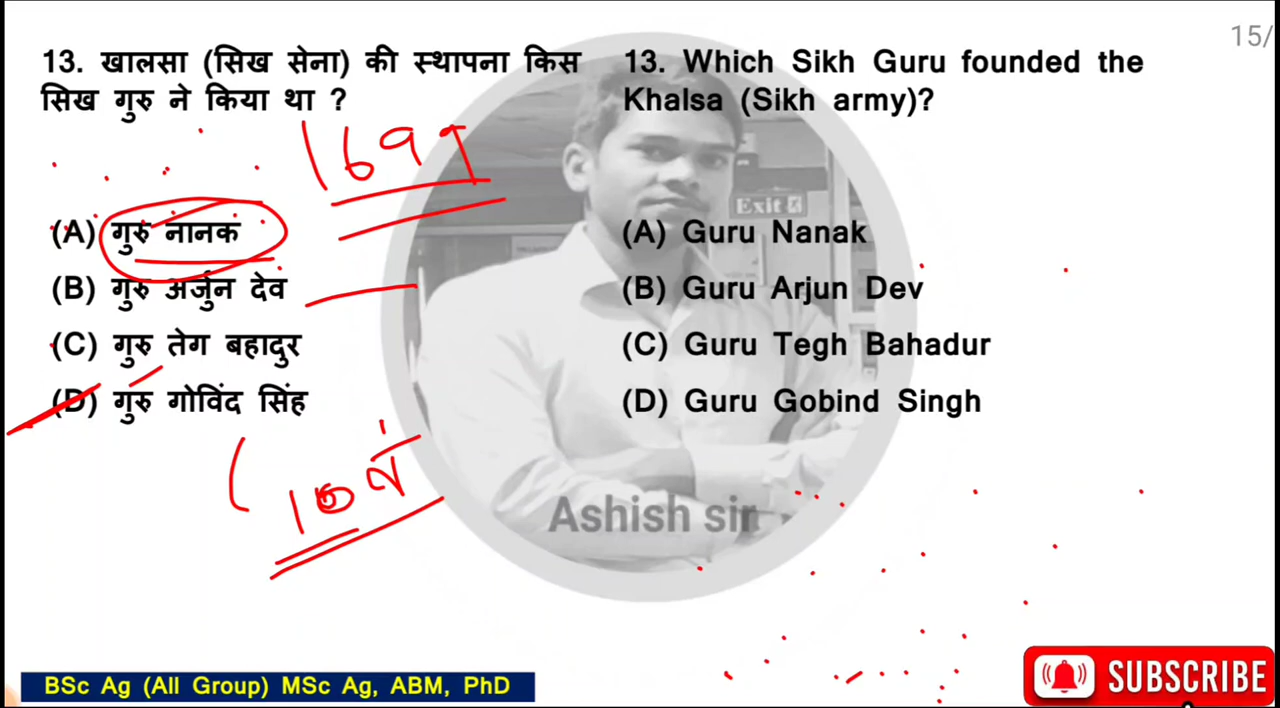 15/
13. खालसा (सिख सेना) की स्थापना किस
सिख गुरु ने किया था ?
1699
(A) गुरु नानक
(B) गुरु अर्जुन देव
(C) गुरु तेग बहादुर
(D) गुरु गोविंद सिंह
(10वें
13. Which Sikh Guru founded the
Khalsa (Sikh army)?
Exit
(A) Guru Nanak
(B) Guru Arjun Dev
(C) Guru Tegh Bahadur
(D) Guru Gobind Singh
Ashish sir
BSc Ag (All Group) MSc Ag, ABM, PhD
SUBSCRIBE